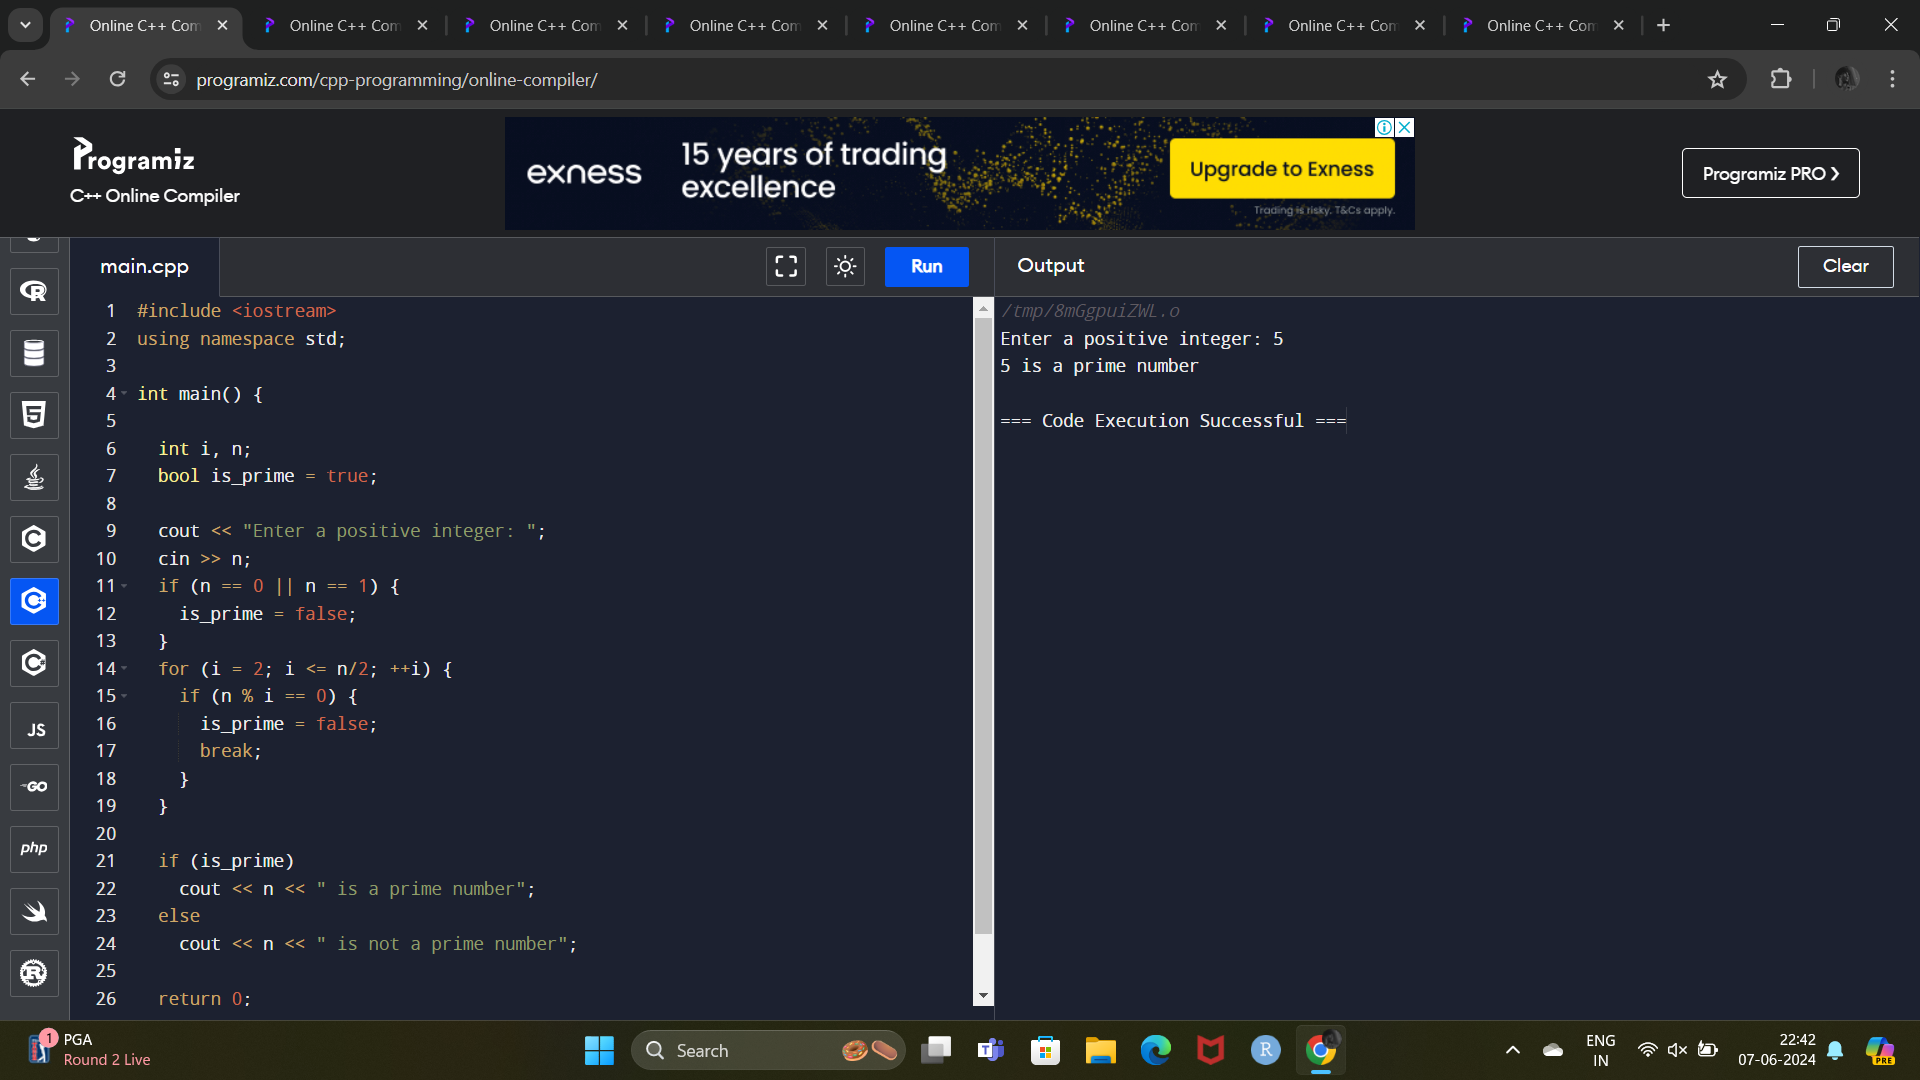 Online C++ Com
Online C++ Com
Online C++ Com
Online C++ Com
Online C++ Com
Online C++ Com
Online C++ Com
Online C++ Com
programiz.com/cpp-programming/online-compiler/
Programiz
C++ Online Compiler
exness
15 years of trading
excellence
Upgrade to Exness
Trading is risky. T&Cs apply.
Programiz PRO
main.cpp
Run
Output
Clear
1 #include <iostream>
2 using namespace std;
3
4 int main() {
5
6   int i, n;
7   bool is_prime = true;
8
9   cout << "Enter a positive integer: ";
10   cin >> n;
11   if (n == 0 || n == 1) {
12     is_prime = false;
13   }
14   for (i = 2; i <= n/2; ++i) {
15     if (n % i == 0) {
16       is_prime = false;
17       break;
18     }
19   }
20
21   if (is_prime)
22     cout << n << " is a prime number";
23   else
24     cout << n << " is not a prime number";
25
26   return 0;
/tmp/8mGgpuiZWL.o
Enter a positive integer: 5
5 is a prime number
=== Code Execution Successful ===
R
5
C
C
C
JS
GO
php
R
1
PGA
Round 2 Live
Search
T
R
ENG
IN
22:42
07-06-2024
PRE